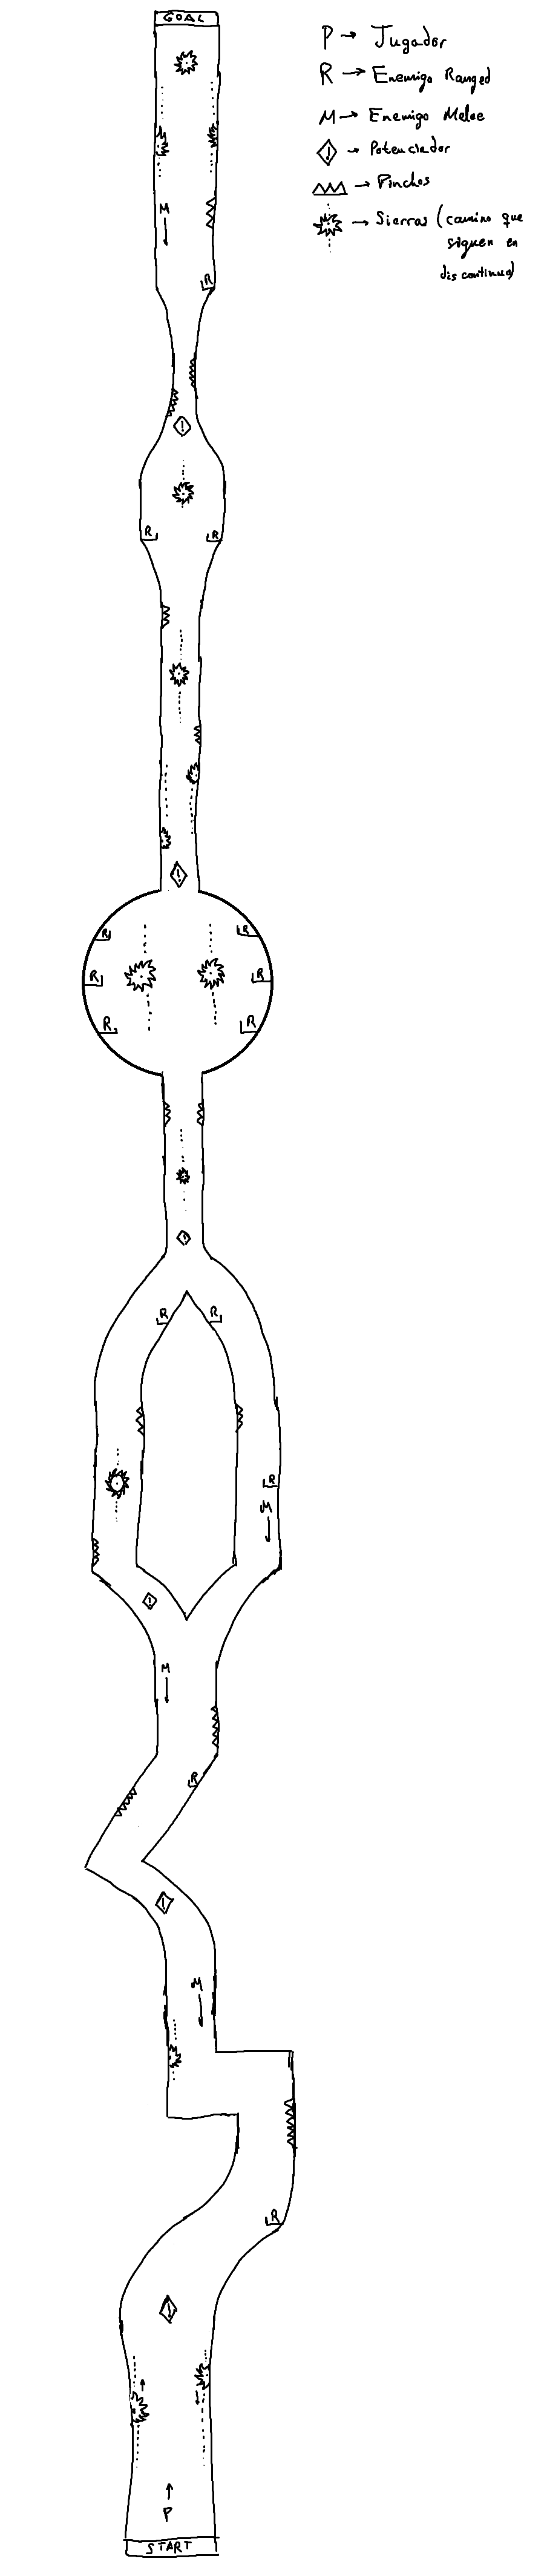 GOAL
P → Jugador
R → Enemigo Ranged
M → Enemigo Melee
! → Potenciador
→ Pinchos
→ Sierras (camino que
siguen en
discontinuo)
M
R
!
R R
!
R R
R R
R R
!
R R
R
M
!
M
R
!
M
R
!
P
START